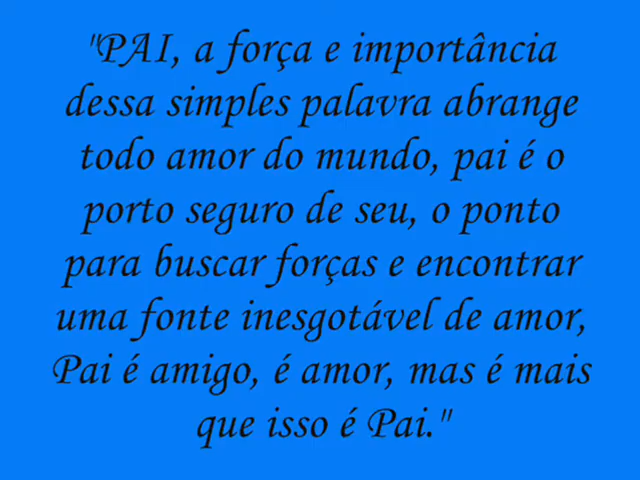 "PAI, a força e importância
dessa simples palavra abrange
todo amor do mundo, pai é o
porto seguro de seu, o ponto
para buscar forças e encontrar
uma fonte inesgotável de amor,
Pai é amigo, é amor, mas é mais
que isso é Pai."